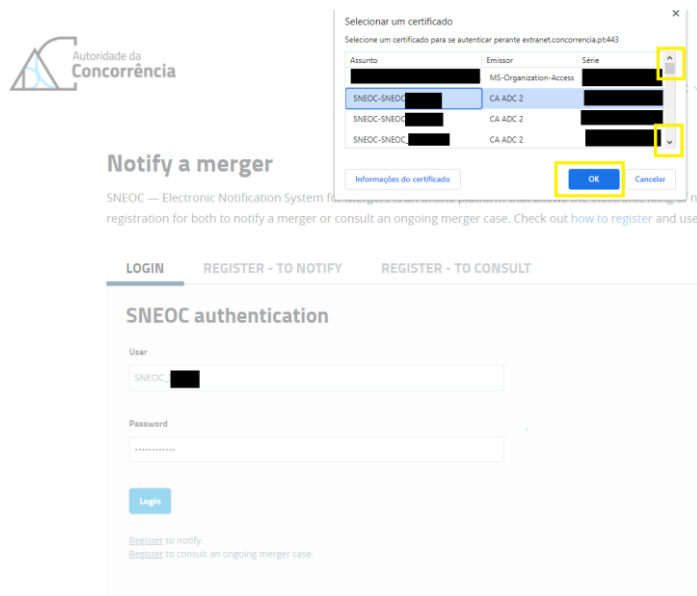 Autoridade da
Concorrência
Selecionar um certificado
Selecione um certificado para se autenticar perante extranet.concorrencia.pt:443
Assunto Emissor Série
MS-Organization-Access
SNEOC-SNEOC CA ADC 2
SNEOC-SNEOC CA ADC 2
SNEOC-SNEOC_ CA ADC 2
Informações do certificado OK Cancelar
Notify a merger
SNEOC — Electronic Notification System for
registration for both to notify a merger or consult an ongoing merger case. Check out how to register and use
LOGIN REGISTER - TO NOTIFY REGISTER - TO CONSULT
SNEOC authentication
User
SNEOC_
Password
Login
Register to notify.
Register to consult an ongoing merger case.